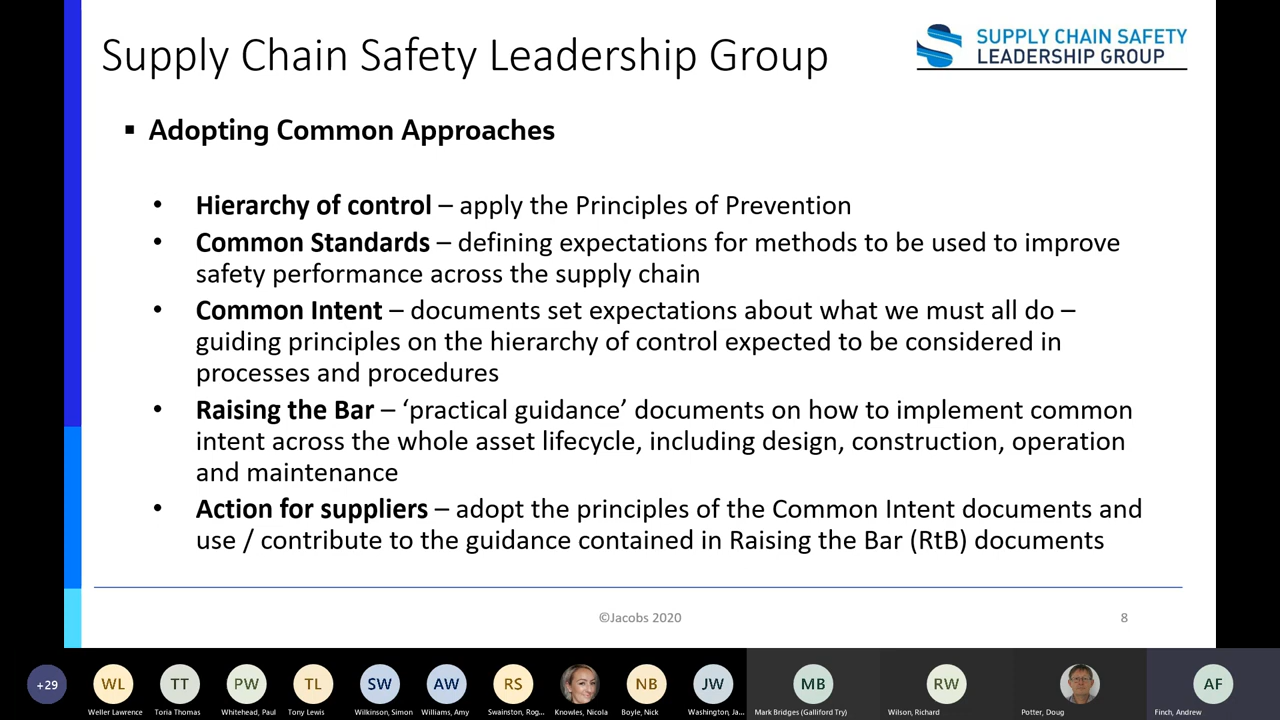 Supply Chain Safety Leadership Group
SUPPLY CHAIN SAFETY
LEADERSHIP GROUP
▪ Adopting Common Approaches
• Hierarchy of control – apply the Principles of Prevention
• Common Standards – defining expectations for methods to be used to improve
safety performance across the supply chain
• Common Intent – documents set expectations about what we must all do –
guiding principles on the hierarchy of control expected to be considered in
processes and procedures
• Raising the Bar – ‘practical guidance’ documents on how to implement common
intent across the whole asset lifecycle, including design, construction, operation
and maintenance
• Action for suppliers – adopt the principles of the Common Intent documents and
use / contribute to the guidance contained in Raising the Bar (RtB) documents
©Jacobs 2020
8
+29 WL TT PW TL SW AW RS NB JW MB RW AF
Weller Lawrence Toria Thomas Whitehead, Paul Tony Lewis Wilkinson, Simon Williams, Amy Swainston, Rog... Knowles, Nicola Boyle, Nick Washington, Ja... Mark Bridges (Galliford Try) Wilson, Richard Potter, Doug Finch, Andrew